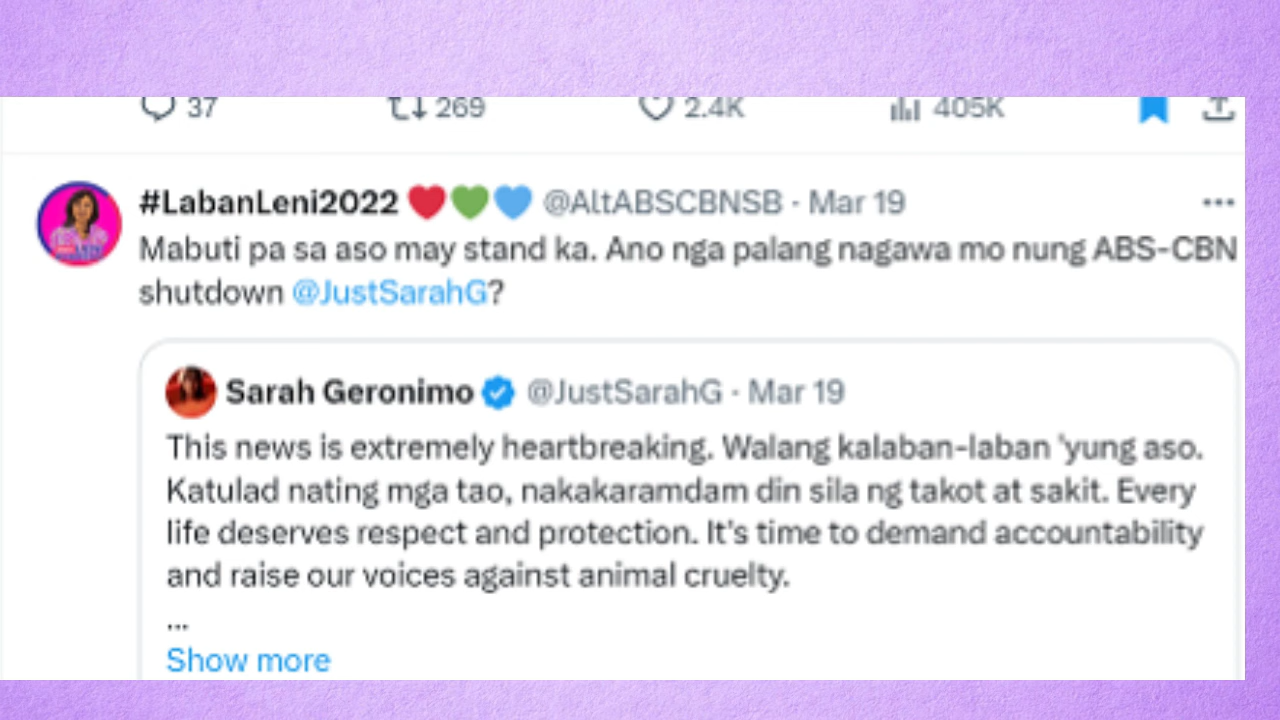 37 269 2.4K 405K
#LabanLeni2022 ❤️💚💙 @AltABSCBNSB · Mar 19
Mabuti pa sa aso may stand ka. Ano nga palang nagawa mo nung ABS-CBN
shutdown @JustSarahG?
Sarah Geronimo @JustSarahG · Mar 19
This news is extremely heartbreaking. Walang kalaban-laban 'yung aso.
Katulad nating mga tao, nakakaramdam din sila ng takot at sakit. Every
life deserves respect and protection. It's time to demand accountability
and raise our voices against animal cruelty.
...
Show more